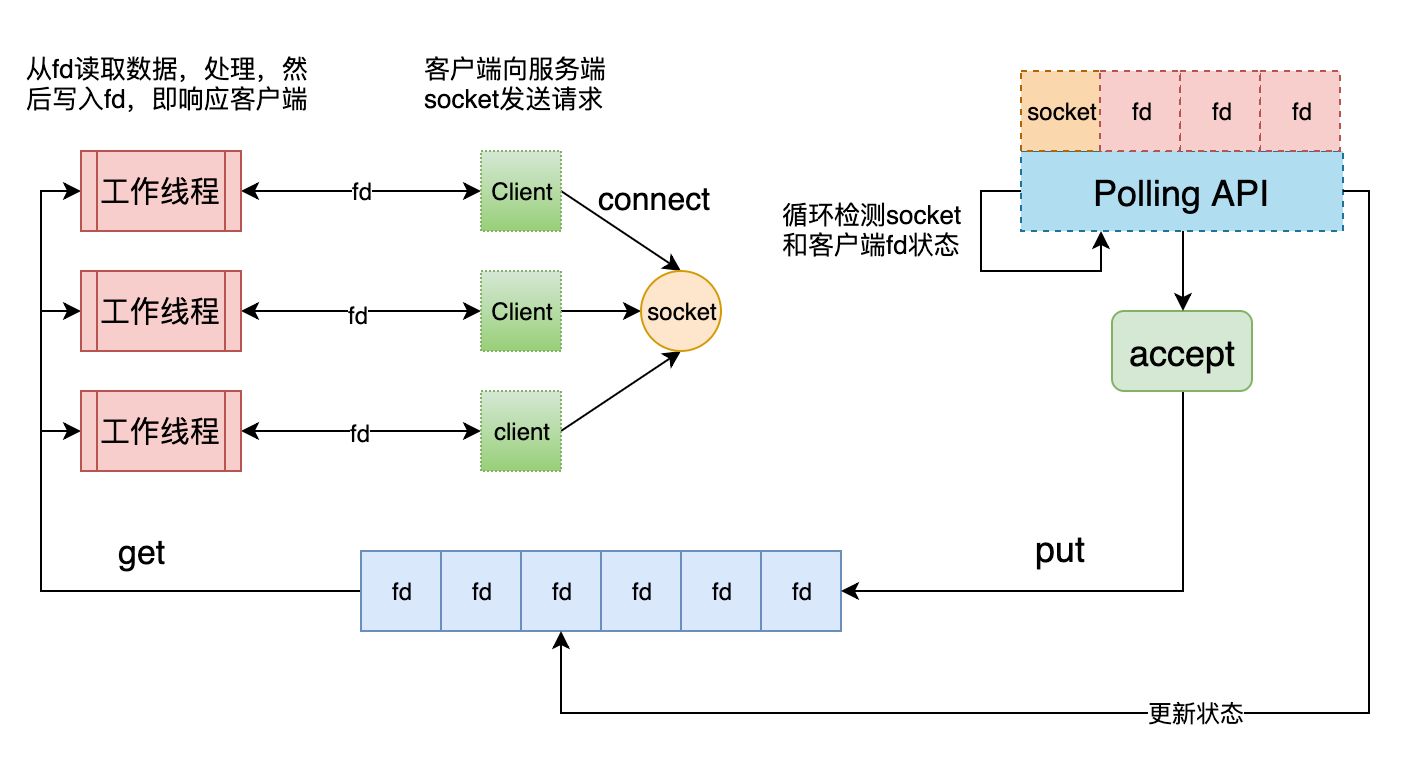 从fd读取数据，处理，然
后写入fd，即响应客户端
客户端向服务端
socket发送请求
socket fd fd fd
Polling API
循环检测socket
和客户端fd状态
工作线程 fd Client connect
工作线程 fd Client socket
accept
工作线程 fd client
get
put
fd fd fd fd fd fd
更新状态